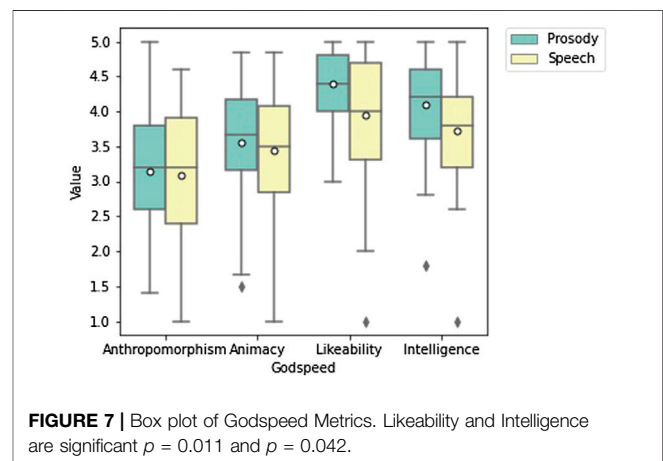 5.0
4.5
4.0
3.5
3.0
2.5
2.0
1.5
1.0
Value
Anthropomorphism Animacy Likeability Intelligence
Godspeed
Prosody
Speech
FIGURE 7 | Box plot of Godspeed Metrics. Likeability and Intelligence
are significant p = 0.011 and p = 0.042.